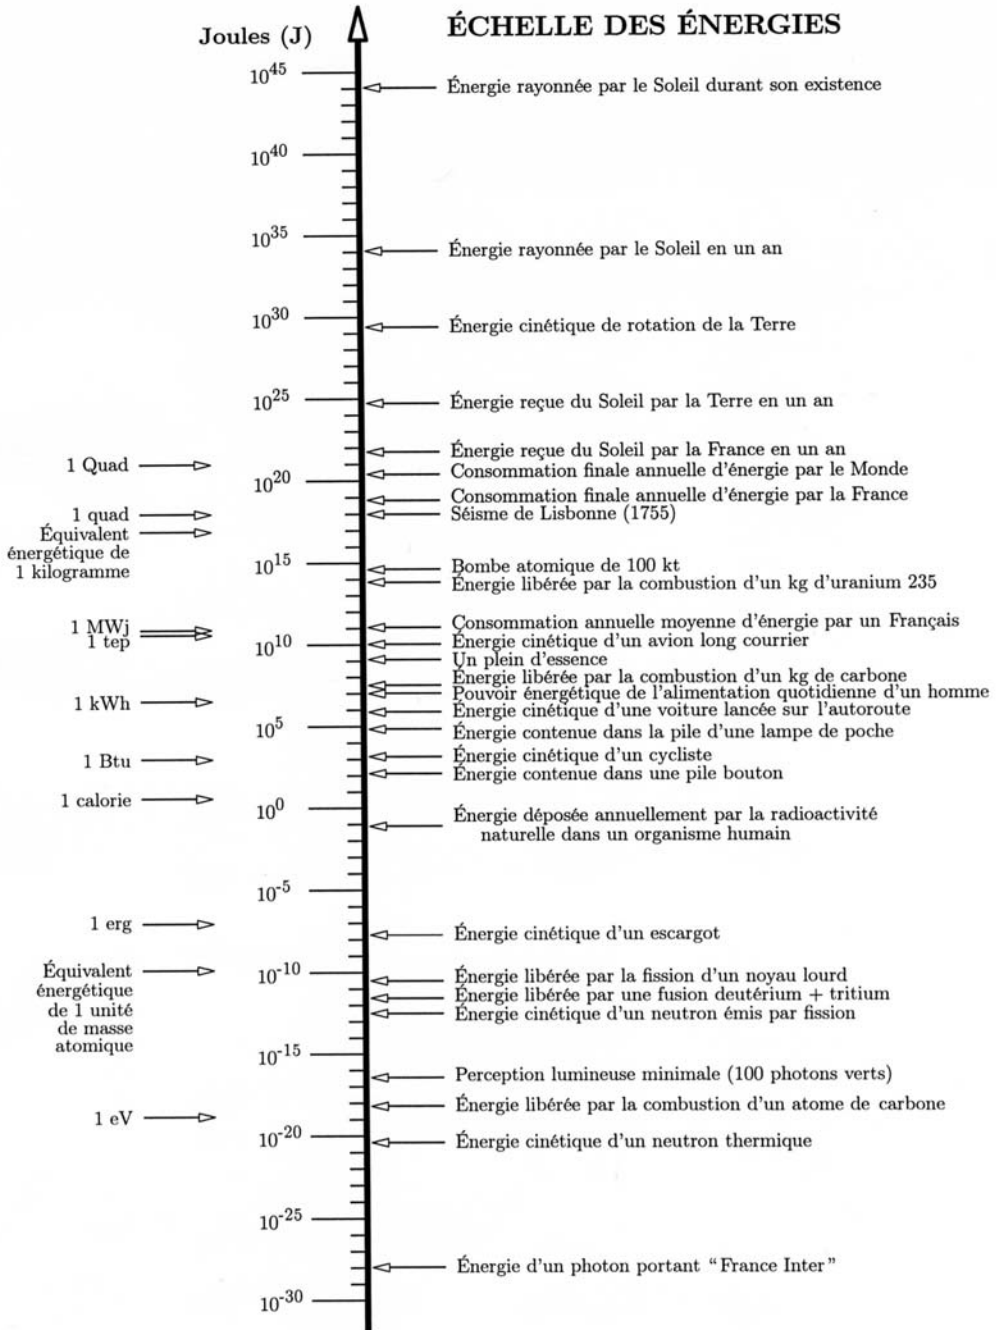 ÉCHELLE DES ÉNERGIES
Joules (J)
10^45
Énergie rayonnée par le Soleil durant son existence
10^40
10^35
Énergie rayonnée par le Soleil en un an
10^30
Énergie cinétique de rotation de la Terre
10^25
Énergie reçue du Soleil par la Terre en un an
Énergie reçue du Soleil par la France en un an
1 Quad
Consommation finale annuelle d'énergie par le Monde
10^20
Consommation finale annuelle d'énergie par la France
1 quad
Séisme de Lisbonne (1755)
Équivalent
énergétique de
1 kilogramme
10^15
Bombe atomique de 100 kt
Énergie libérée par la combustion d'un kg d'uranium 235
Consommation annuelle moyenne d'énergie par un Français
1 MWj
1 tep
10^10
Énergie cinétique d'un avion long courrier
Un plein d'essence
Énergie libérée par la combustion d'un kg de carbone
Pouvoir énergétique de l'alimentation quotidienne d'un homme
1 kWh
Énergie cinétique d'une voiture lancée sur l'autoroute
10^5
Énergie contenue dans la pile d'une lampe de poche
Énergie cinétique d'un cycliste
1 Btu
Énergie contenue dans une pile bouton
1 calorie
10^0
Énergie déposée annuellement par la radioactivité
naturelle dans un organisme humain
10^-5
1 erg
Énergie cinétique d'un escargot
Équivalent
énergétique
de 1 unité
de masse
atomique
10^-10
Énergie libérée par la fission d'un noyau lourd
Énergie libérée par une fusion deutérium + tritium
Énergie cinétique d'un neutron émis par fission
10^-15
Perception lumineuse minimale (100 photons verts)
Énergie libérée par la combustion d'un atome de carbone
1 eV
10^-20
Énergie cinétique d'un neutron thermique
10^-25
Énergie d'un photon portant "France Inter"
10^-30